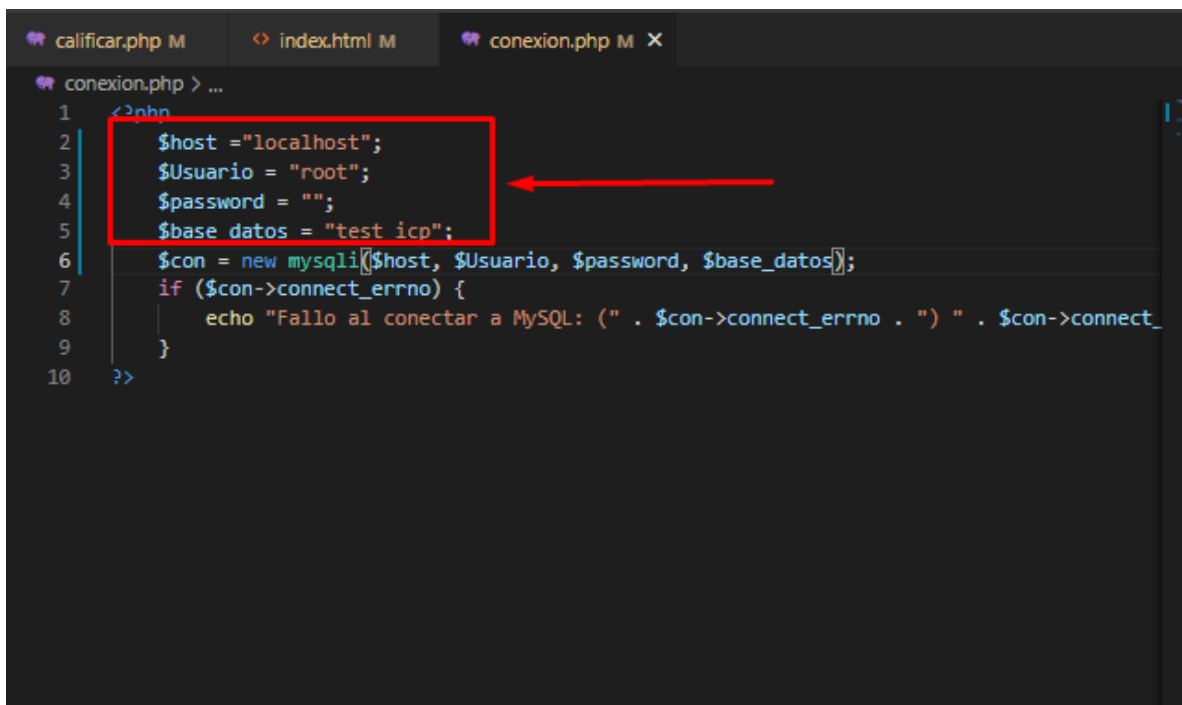 calificar.php M index.html M conexion.php M X
conexion.php > ...
1 <?php
2 $host ="localhost";
3 $Usuario = "root";
4 $password = "";
5 $base_datos = "test_icp";
6 $con = new mysqli($host, $Usuario, $password, $base_datos);
7 if ($con->connect_errno) {
8 echo "Fallo al conectar a MySQL: (" . $con->connect_errno . ") " . $con->connect_
9 }
10 ?>